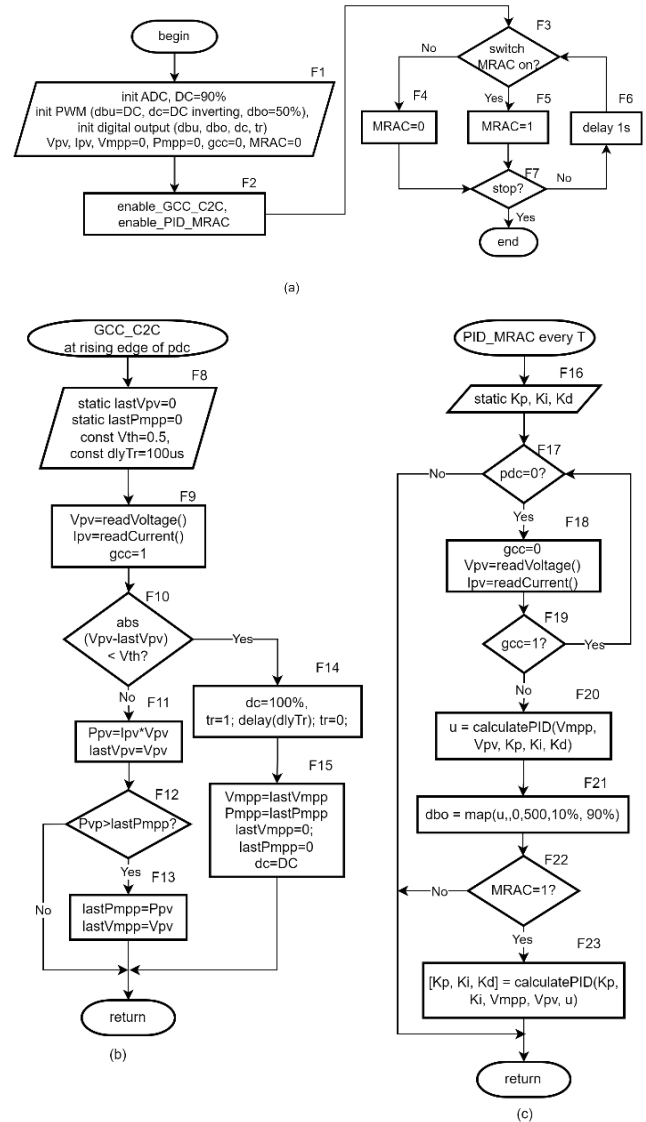 begin
F1
init ADC, DC=90%
init PWM (dbu=DC, dc=DC inverting, dbo=50%),
init digital output (dbu, dbo, dc, tr)
Vpv, Ipv, Vmpp=0, Pmpp=0, gcc=0, MRAC=0
F2
enable_GCC_C2C,
enable_PID_MRAC
F3
switch
MRAC on?
No
Yes
F4
MRAC=0
F5
MRAC=1
F6
delay 1s
F7
stop?
No
Yes
end
(a)
GCC_C2C
at rising edge of pdc
F8
static lastVpv=0
static lastPmpp=0
const Vth=0.5,
const dlyTr=100us
F9
Vpv=readVoltage()
Ipv=readCurrent()
gcc=1
F10
abs
(Vpv-lastVpv)
< Vth?
Yes
No
F11
Ppv=Ipv*Vpv
lastVpv=Vpv
F12
Pvp>lastPmpp?
Yes
No
F13
lastPmpp=Ppv
lastVmpp=Vpv
F14
dc=100%,
tr=1; delay(dlyTr); tr=0;
F15
Vmpp=lastVmpp
Pmpp=lastPmpp
lastVmpp=0;
lastPmpp=0
dc=DC
return
(b)
PID_MRAC every T
F16
static Kp, Ki, Kd
F17
pdc=0?
No
Yes
F18
gcc=0
Vpv=readVoltage()
Ipv=readCurrent()
F19
gcc=1?
Yes
No
F20
u = calculatePID(Vmpp,
Vpv, Kp, Ki, Kd)
F21
dbo = map(u,,0,500,10%, 90%)
F22
MRAC=1?
No
Yes
F23
[Kp, Ki, Kd] = calculatePID(Kp,
Ki, Vmpp, Vpv, u)
return
(c)